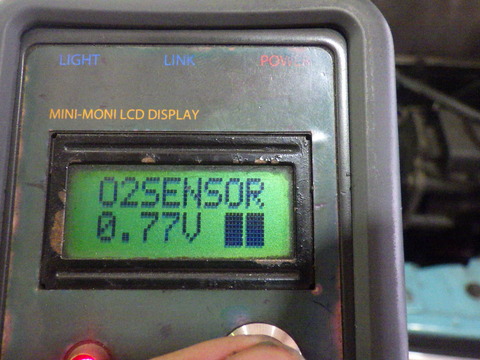 LIGHT LINK POWER
MINI-MONI LCD DISPLAY
O2SENSOR
0.77V